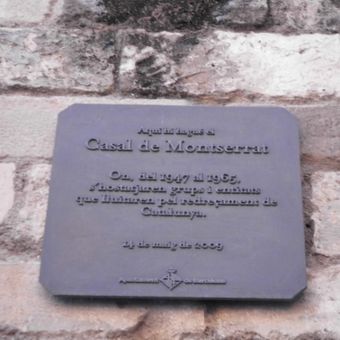 Aquí hi hagué el
Casal de Montserrat
On, del 1947 al 1965,
s'hostatjaren grups i entitats
que lluitaren pel redreçament de
Catalunya.
14 de maig de 2009
Ajuntament de Barcelona